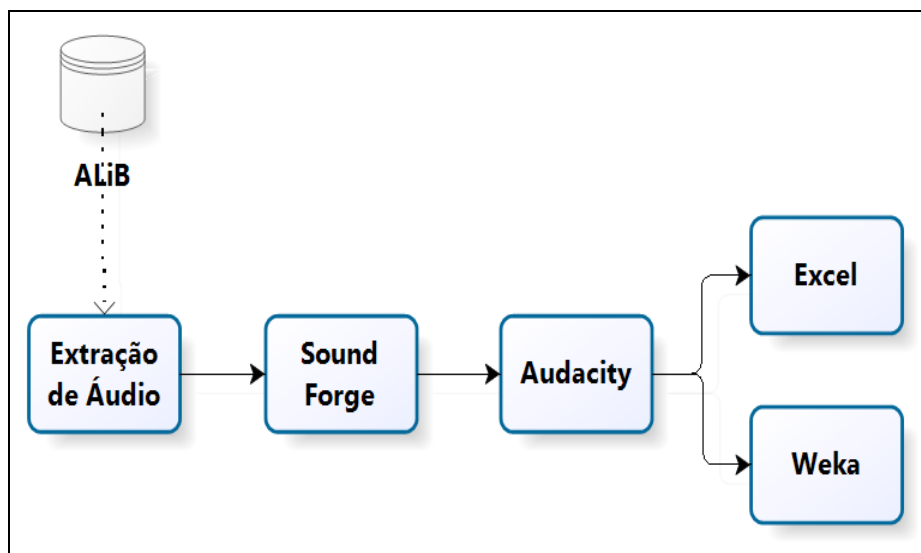 ALiB
Extração
de Áudio
Sound
Forge
Audacity
Excel
Weka